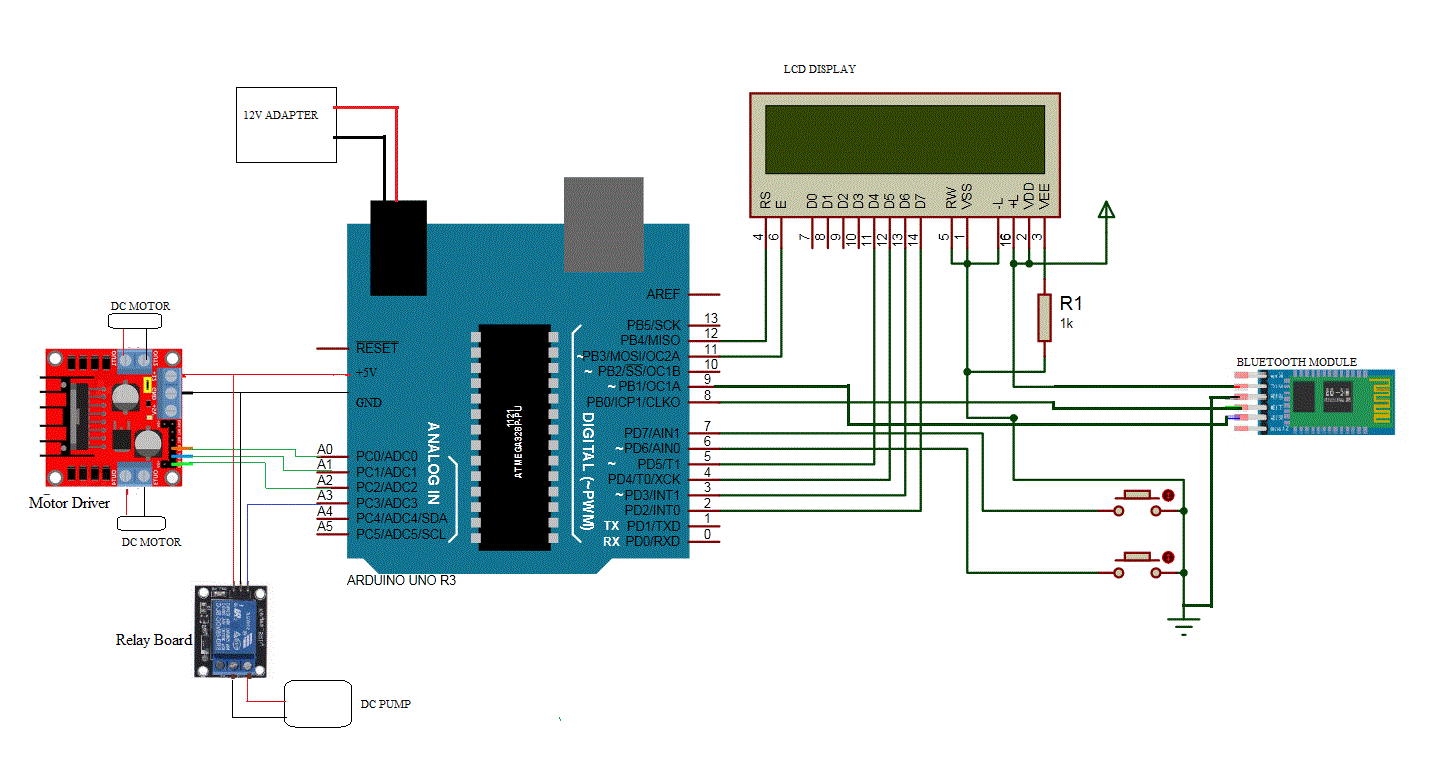 LCD DISPLAY
12V ADAPTER
RS
E
D0
D1
D2
D3
D4
D5
D6
D7
RW
VSS
-L
+L
VDD
VEE
4
6
7
8
9
10
11
12
13
14
5
1
16
2
3
R1
1k
BLUETOOTH MODULE
DC MOTOR
Motor Driver
DC MOTOR
RESET
+5V
GND
A0 PC0/ADC0
A1 PC1/ADC1
A2 PC2/ADC2
A3 PC3/ADC3
A4 PC4/ADC4/SDA
A5 PC5/ADC5/SCL
ANALOG IN
ATMEGA328P-PU
1121
DIGITAL (~PWM)
AREF
PB5/SCK 13
PB4/MISO 12
~PB3/MOSI/OC2A 11
~ PB2/SS/OC1B 10
~ PB1/OC1A 9
PB0/ICP1/CLKO 8
PD7/AIN1 7
~ PD6/AIN0 6
~ PD5/T1 5
PD4/T0/XCK 4
~ PD3/INT1 3
PD2/INT0 2
TX PD1/TXD 1
RX PD0/RXD 0
ARDUINO UNO R3
Relay Board
DC PUMP